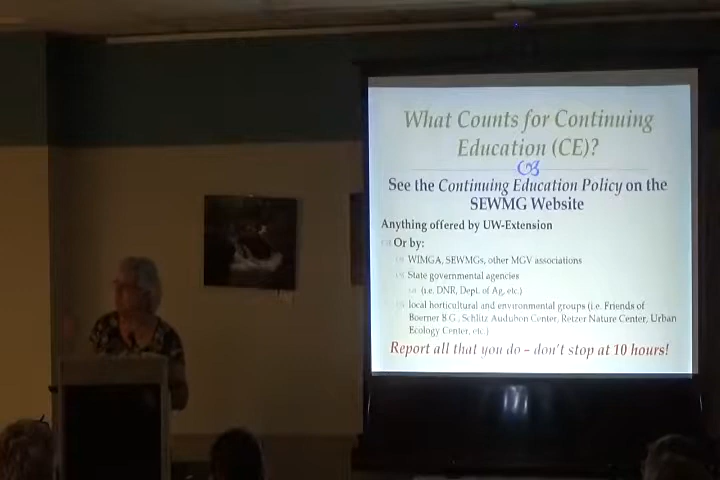 What Counts for Continuing
Education (CE)?
See the Continuing Education Policy on the
SEWMG Website
Anything offered by UW-Extension
Or by:
WIMGA, SEWMGs, other MGV associations
State governmental agencies
(i.e. DNR, Dept. of Ag, etc.)
local horticultural and environmental groups (i.e. Friends of
Boerner B.G., Schlitz Audubon Center, Retzer Nature Center, Urban
Ecology Center, etc.)
Report all that you do – don't stop at 10 hours!